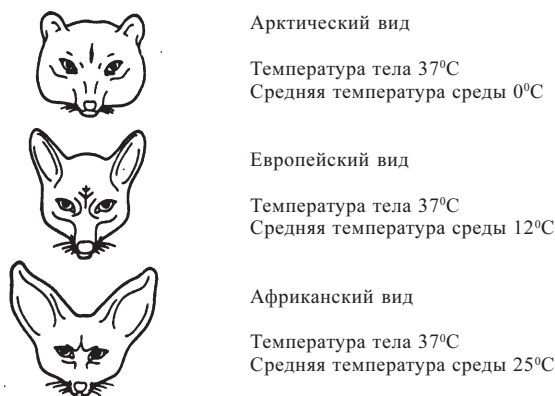 Арктический вид
Температура тела 37⁰С
Средняя температура среды 0⁰С
Европейский вид
Температура тела 37⁰С
Средняя температура среды 12⁰С
Африканский вид
Температура тела 37⁰С
Средняя температура среды 25⁰С